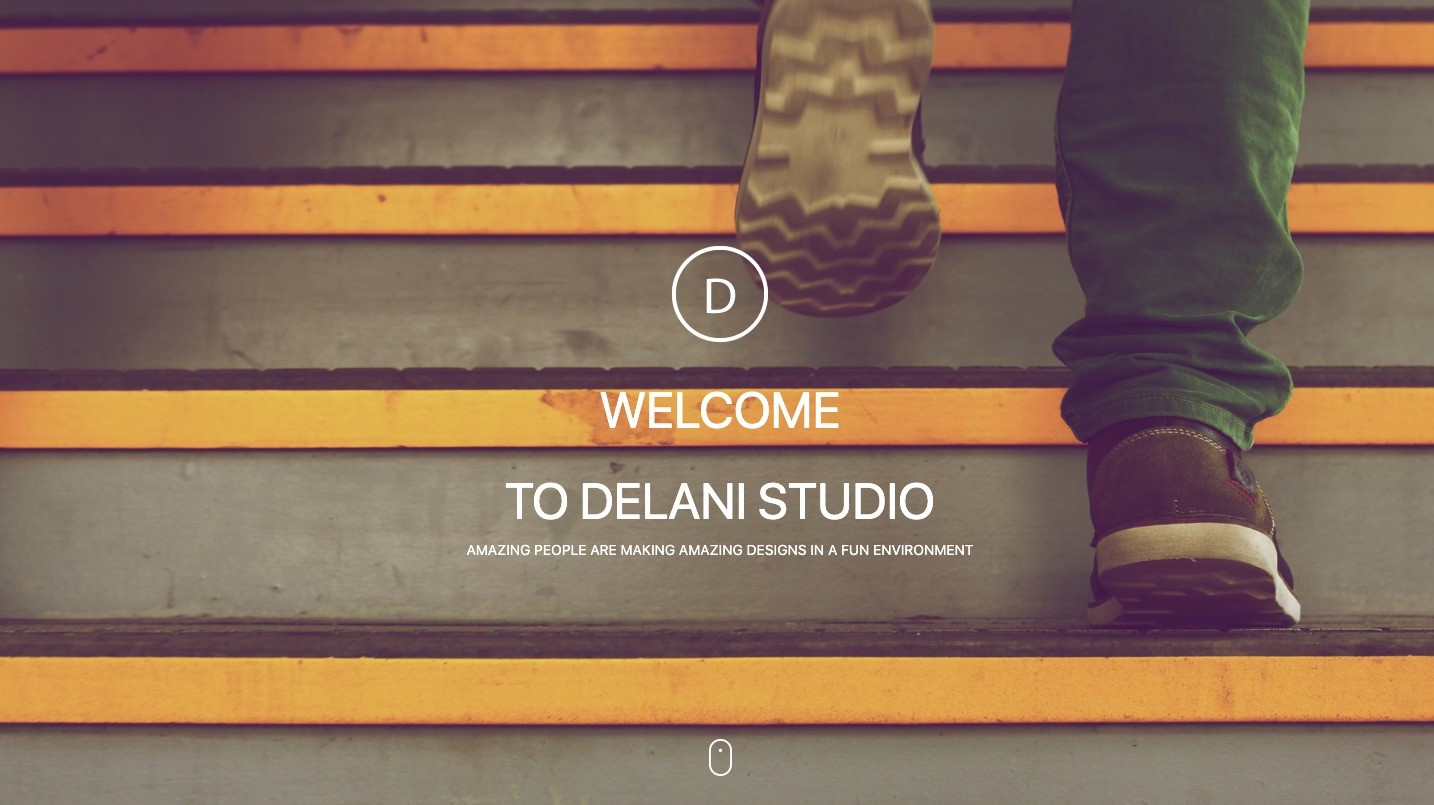 D
WELCOME
TO DELANI STUDIO
AMAZING PEOPLE ARE MAKING AMAZING DESIGNS IN A FUN ENVIRONMENT